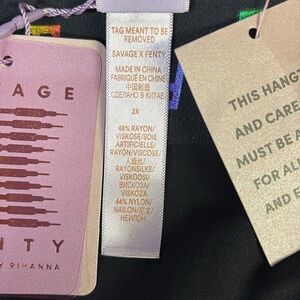 VAGE
NTY
Y RIHANNA
TAG MEANT TO BE
REMOVED
SAVAGE X FENTY
MADE IN CHINA
FABRIQUÉ EN CHINE
中国制造
СДЕЛАНО В КИТАЕ
2X
48% RAYON/
VISKOSE/SOIE
ARTIFICIELLE/
RAYÓN/VISCOSE/
人造丝/
RAYONSILKE/
VISKOOSI/
ВИСКОЗА/
VISKOZA
44% NYLON/
NAILON/尼龙/
НЕЙЛОН
THIS HANG
AND CARE
MUST BE
FOR ALL
AND